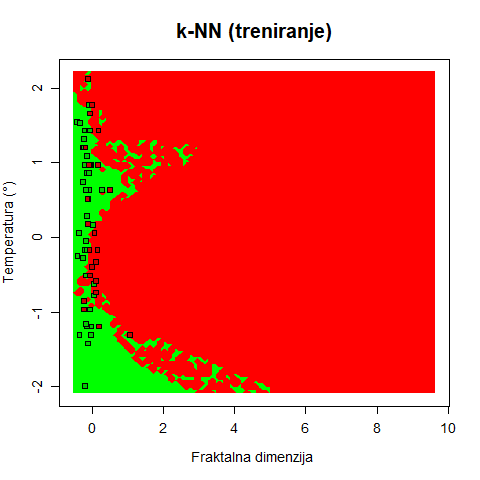 k-NN (treniranje)
Temperatura (°)
2
1
0
-1
-2
0 2 4 6 8 10
Fraktalna dimenzija